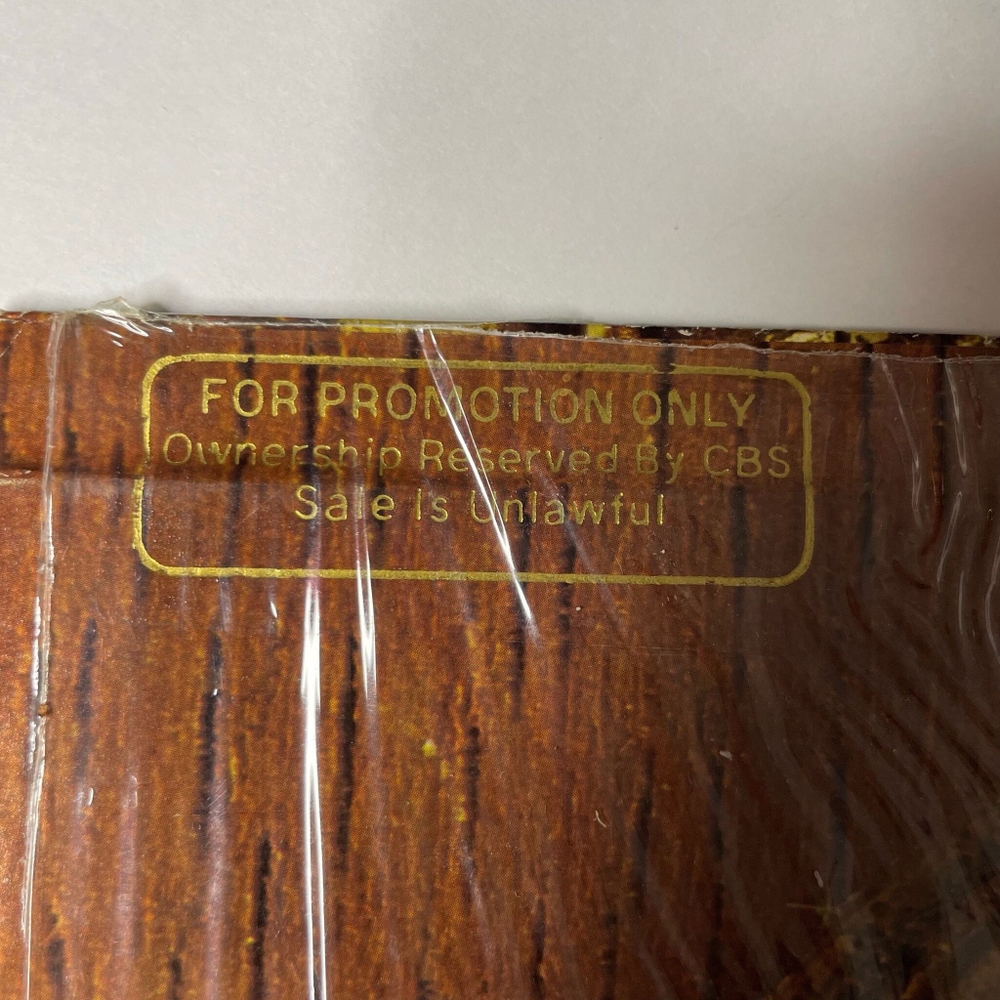 FOR PROMOTION ONLY
Ownership Reserved By CBS
Sale Is Unlawful